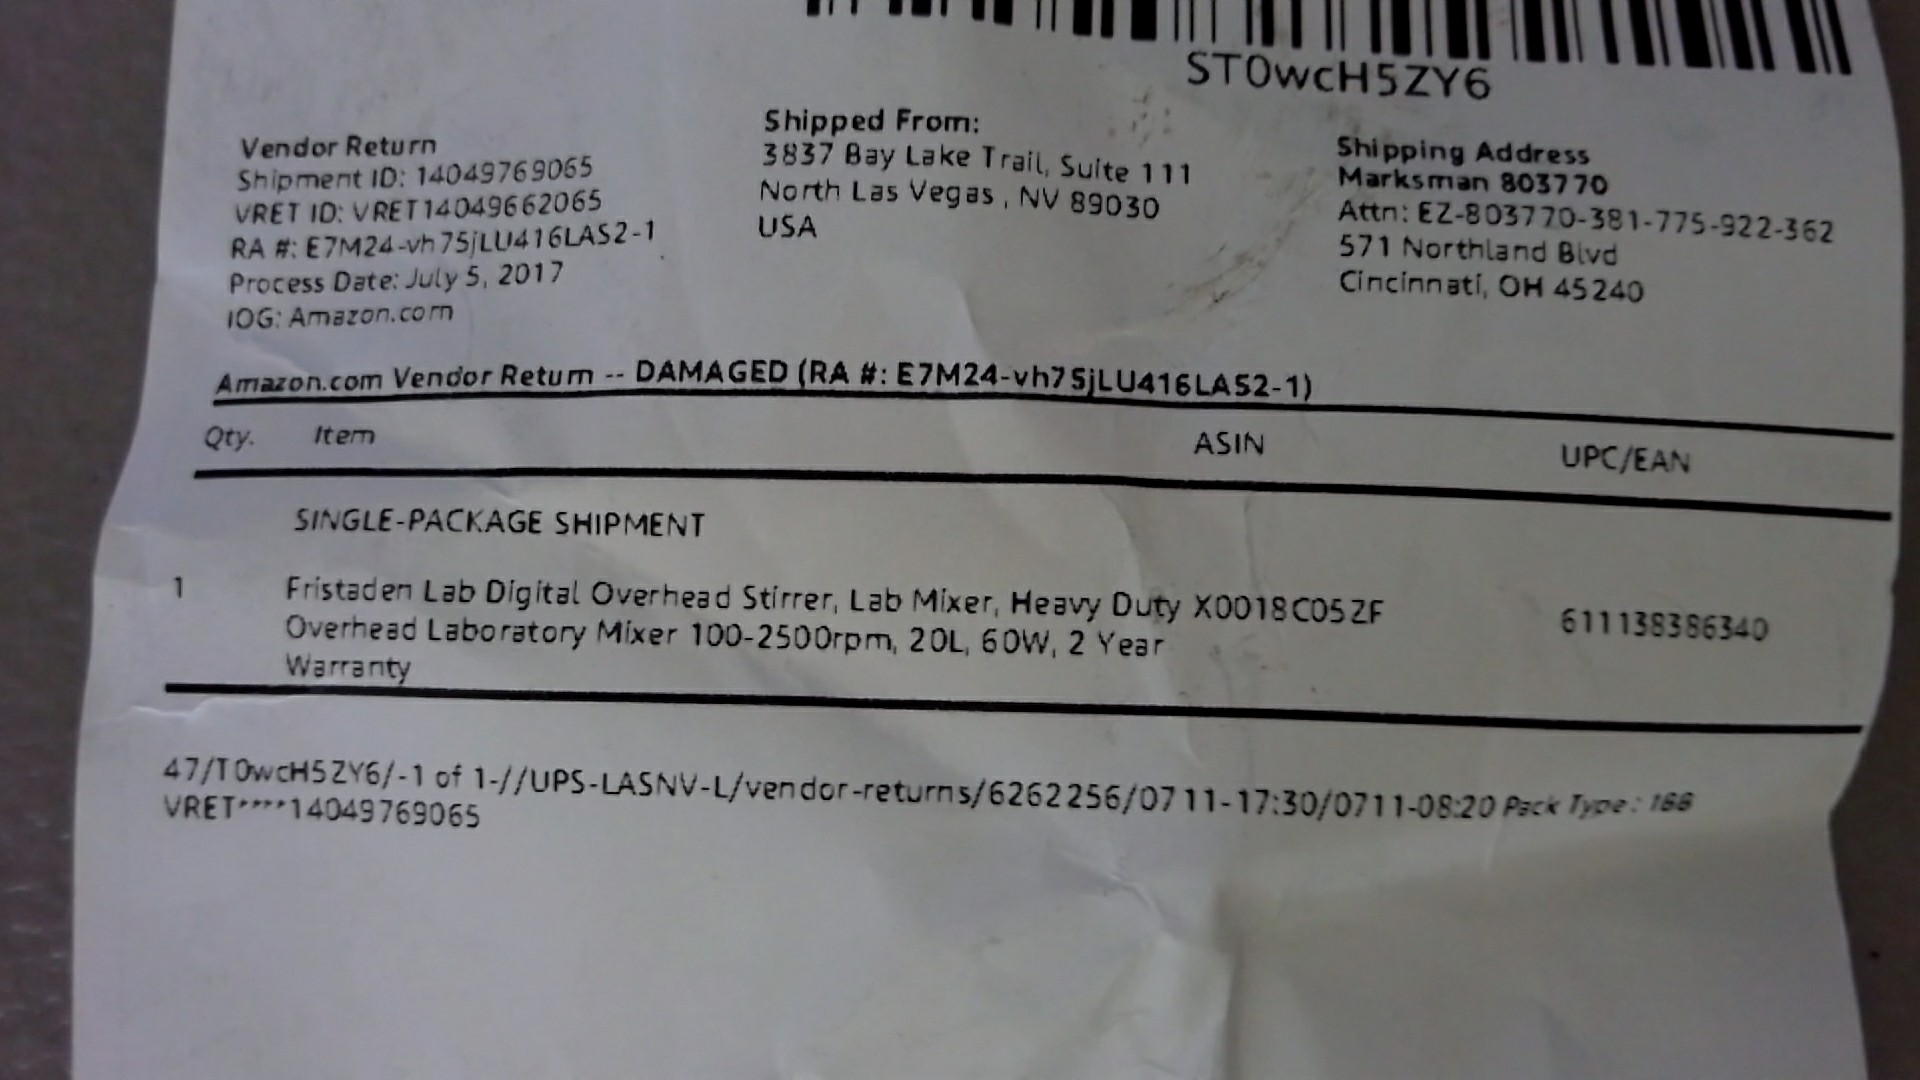 ST0wcH5ZY6
Vendor Return
Shipment ID: 14049769065
VRET ID: VRET14049662065
RA #: E7M24-vh75jLU416LAS2-1
Process Date: July 5, 2017
IOG: Amazon.com
Shipped From:
3837 Bay Lake Trail, Suite 111
North Las Vegas, NV 89030
USA
Shipping Address
Marksman 803770
Attn: EZ-803770-381-775-922-362
571 Northland Blvd
Cincinnati, OH 45240
Amazon.com Vendor Return -- DAMAGED (RA #: E7M24-vh75jLU416LAS2-1)
Qty. Item ASIN UPC/EAN
SINGLE-PACKAGE SHIPMENT
1 Fristaden Lab Digital Overhead Stirrer, Lab Mixer, Heavy Duty X0018C05ZF 611138386340
Overhead Laboratory Mixer 100-2500rpm, 20L, 60W, 2 Year
Warranty
47/T0wcH5ZY6/-1 of 1-//UPS-LASNV-L/vendor-returns/6262256/0711-17:30/0711-08:20 Pack Type:
VRET****14049769065